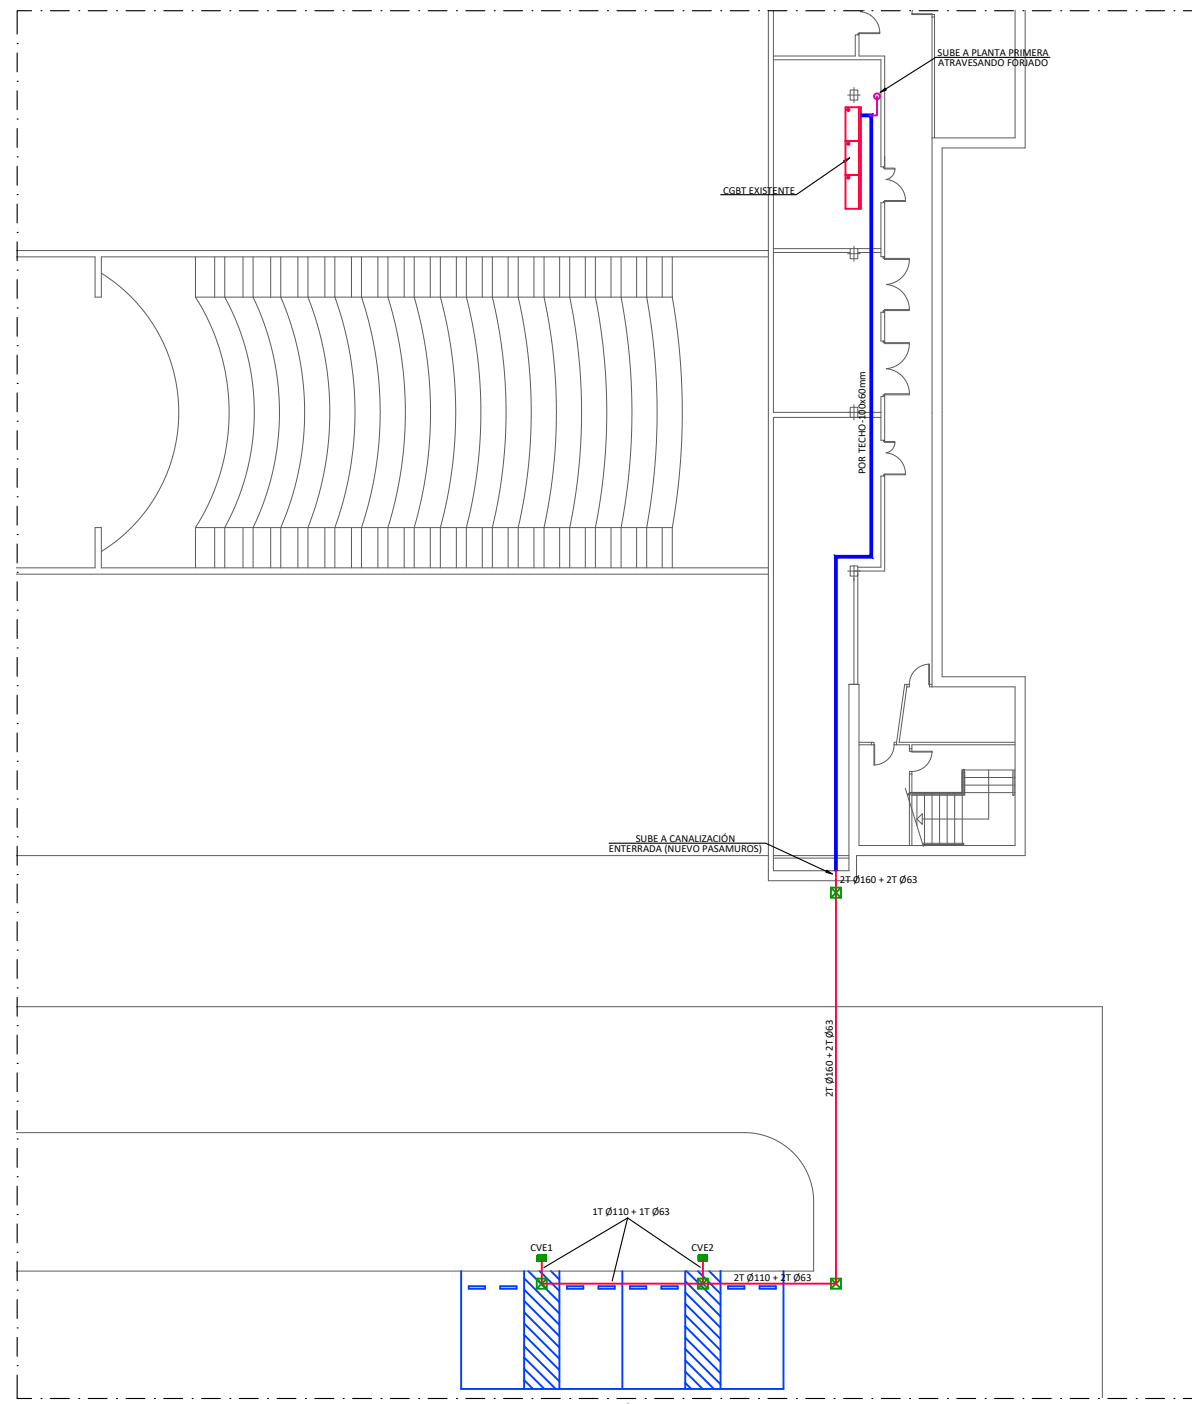 SUBE A PLANTA PRIMERA
ATRAVESANDO FORJADO
CGBT EXISTENTE
POR TECHO-100x60mm
SUBE A CANALIZACIÓN
ENTERRADA (NUEVO PASAMUROS)
2T Ø160 + 2T Ø63
2T Ø160 + 2T Ø63
1T Ø110 + 1T Ø63
CVE1
CVE2
2T Ø110 + 2T Ø63